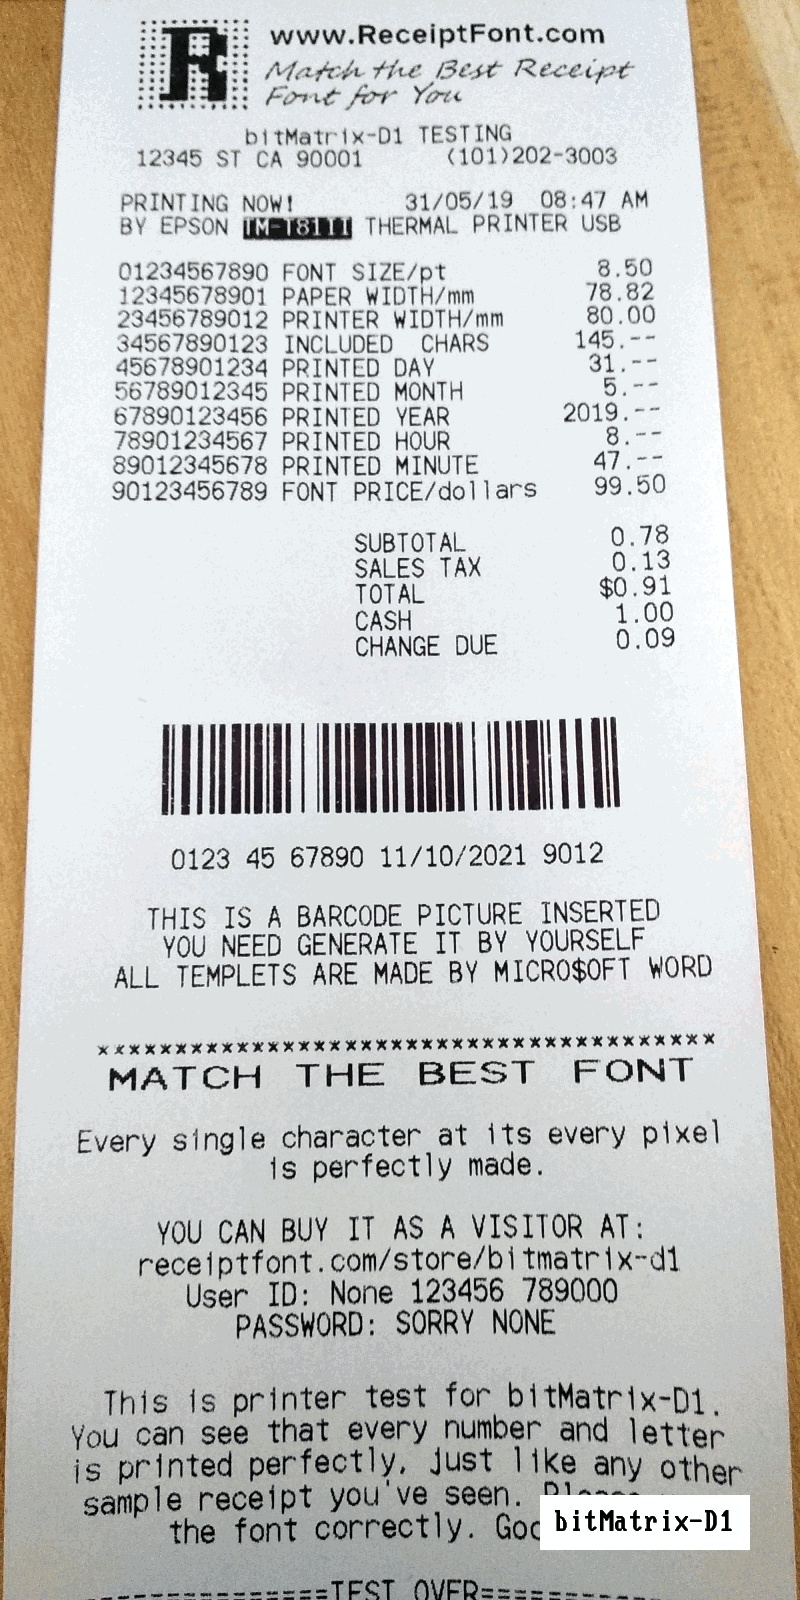 R
www.ReceiptFont.com
Match the Best Receipt
Font for You
bitMatrix-D1 TESTING
12345 ST CA 90001 (101)202-3003
PRINTING NOW! 31/05/19 08:47 AM
BY EPSON TM-T81II THERMAL PRINTER USB
01234567890 FONT SIZE/pt 8.50
12345678901 PAPER WIDTH/mm 78.82
23456789012 PRINTER WIDTH/mm 80.00
34567890123 INCLUDED CHARS 145.--
45678901234 PRINTED DAY 31.--
56789012345 PRINTED MONTH 5.--
67890123456 PRINTED YEAR 2019.--
78901234567 PRINTED HOUR 8.--
89012345678 PRINTED MINUTE 47.--
90123456789 FONT PRICE/dollars 99.50
SUBTOTAL 0.78
SALES TAX 0.13
TOTAL $0.91
CASH 1.00
CHANGE DUE 0.09
0123 45 67890 11/10/2021 9012
THIS IS A BARCODE PICTURE INSERTED
YOU NEED GENERATE IT BY YOURSELF
ALL TEMPLETS ARE MADE BY MICRO$OFT WORD
****************************************
MATCH THE BEST FONT
Every single character at its every pixel
is perfectly made.
YOU CAN BUY IT AS A VISITOR AT:
receiptfont.com/store/bitmatrix-d1
User ID: None 123456 789000
PASSWORD: SORRY NONE
This is printer test for bitMatrix-D1.
You can see that every number and letter
is printed perfectly, just like any other
sample receipt you've seen.
the font correctly.
bitMatrix-D1
===============TEST OVER===============